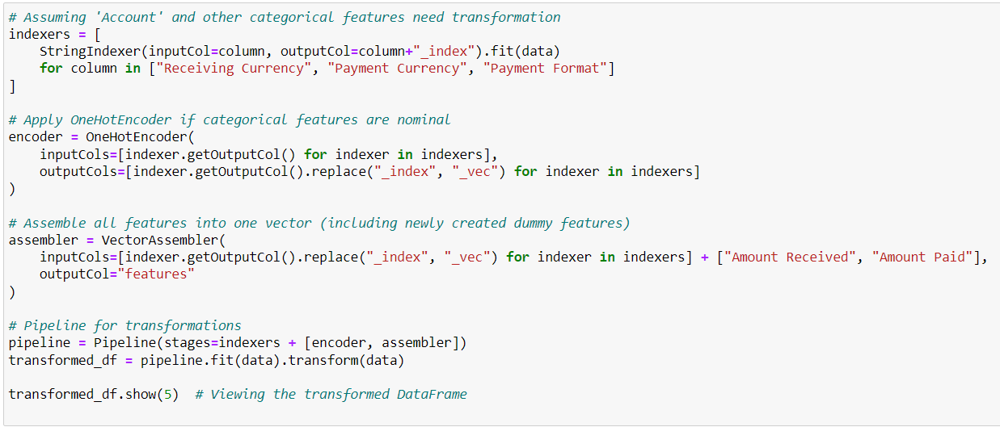 # Assuming 'Account' and other categorical features need transformation
indexers = [
    StringIndexer(inputCol=column, outputCol=column+"_index").fit(data)
    for column in ["Receiving Currency", "Payment Currency", "Payment Format"]
]

# Apply OneHotEncoder if categorical features are nominal
encoder = OneHotEncoder(
    inputCols=[indexer.getOutputCol() for indexer in indexers],
    outputCols=[indexer.getOutputCol().replace("_index", "_vec") for indexer in indexers]
)

# Assemble all features into one vector (including newly created dummy features)
assembler = VectorAssembler(
    inputCols=[indexer.getOutputCol().replace("_index", "_vec") for indexer in indexers] + ["Amount Received", "Amount Paid"],
    outputCol="features"
)

# Pipeline for transformations
pipeline = Pipeline(stages=indexers + [encoder, assembler])
transformed_df = pipeline.fit(data).transform(data)

transformed_df.show(5)  # Viewing the transformed DataFrame